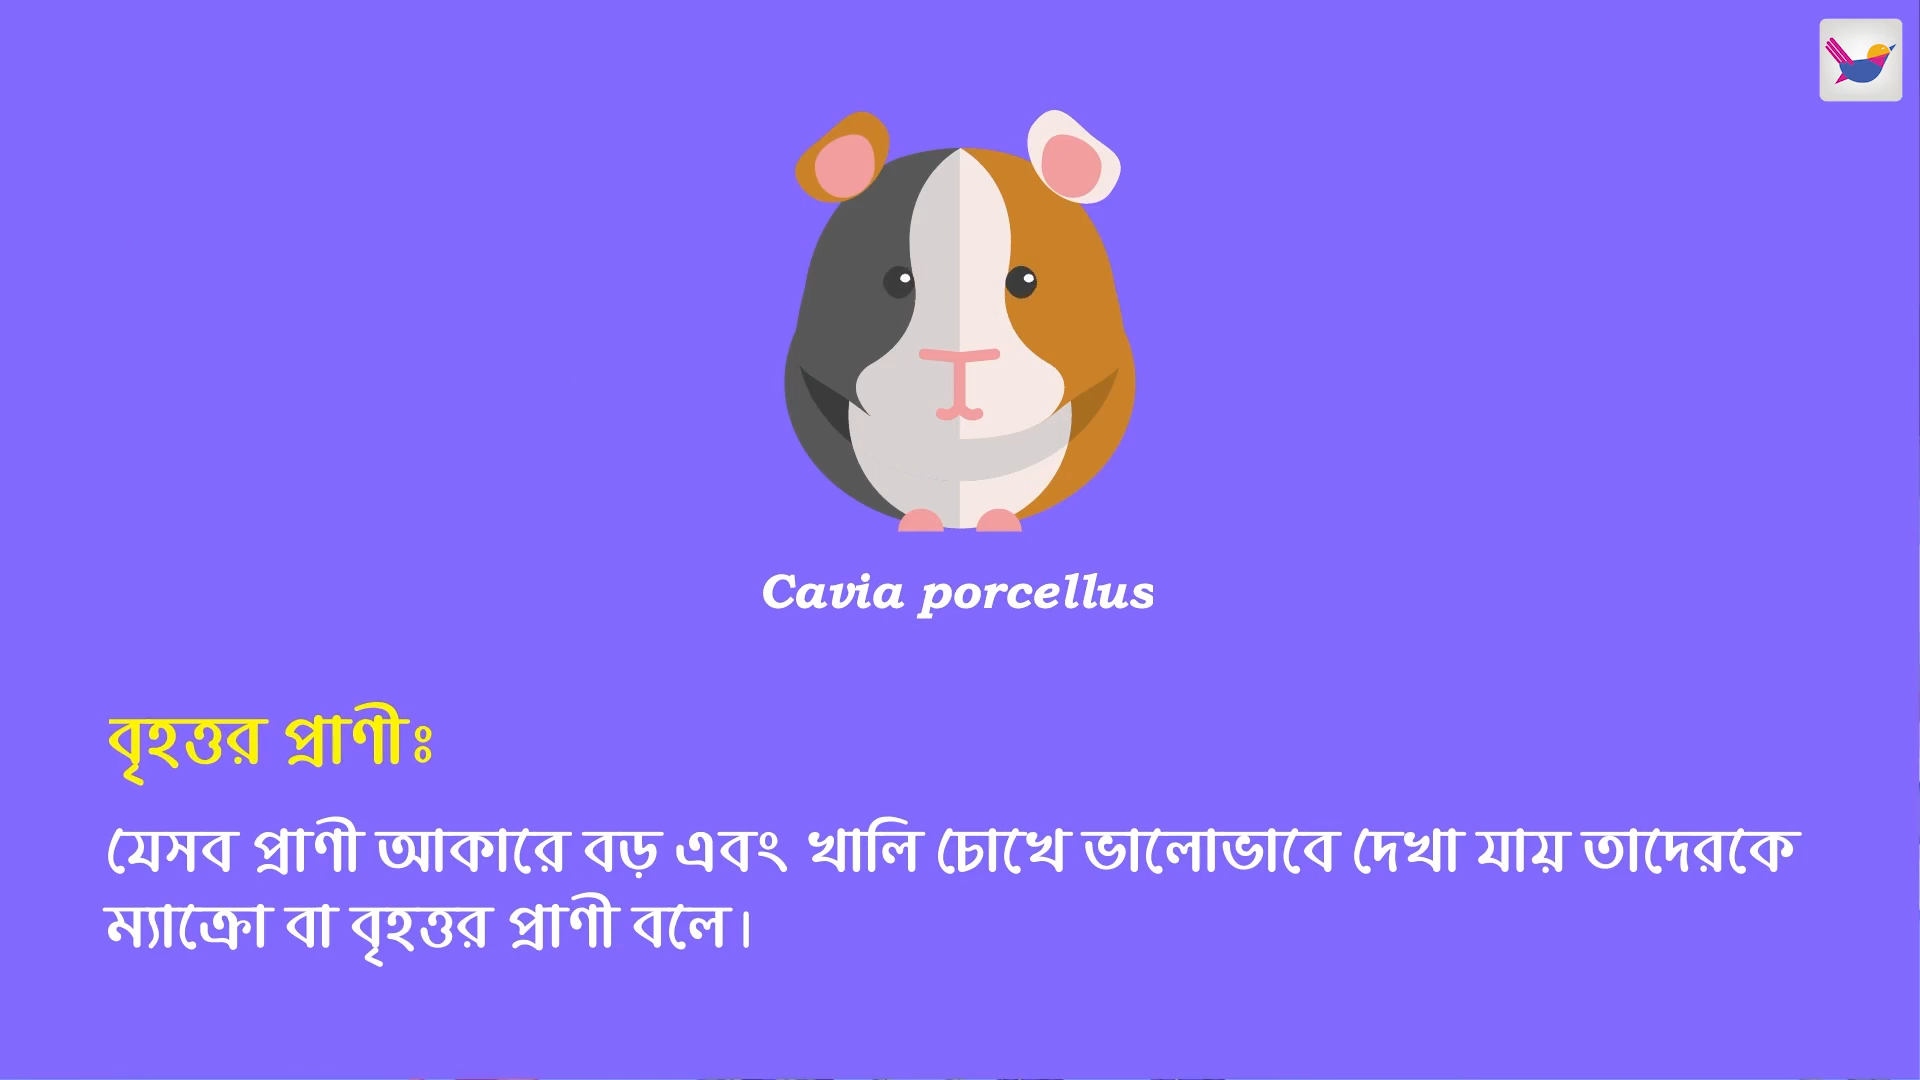 Cavia porcellus
বৃহত্তর প্রাণীঃ
যেসব প্রাণী আকারে বড় এবং খালি চোখে ভালোভাবে দেখা যায় তাদেরকে
ম্যাক্রো বা বৃহত্তর প্রাণী বলে।